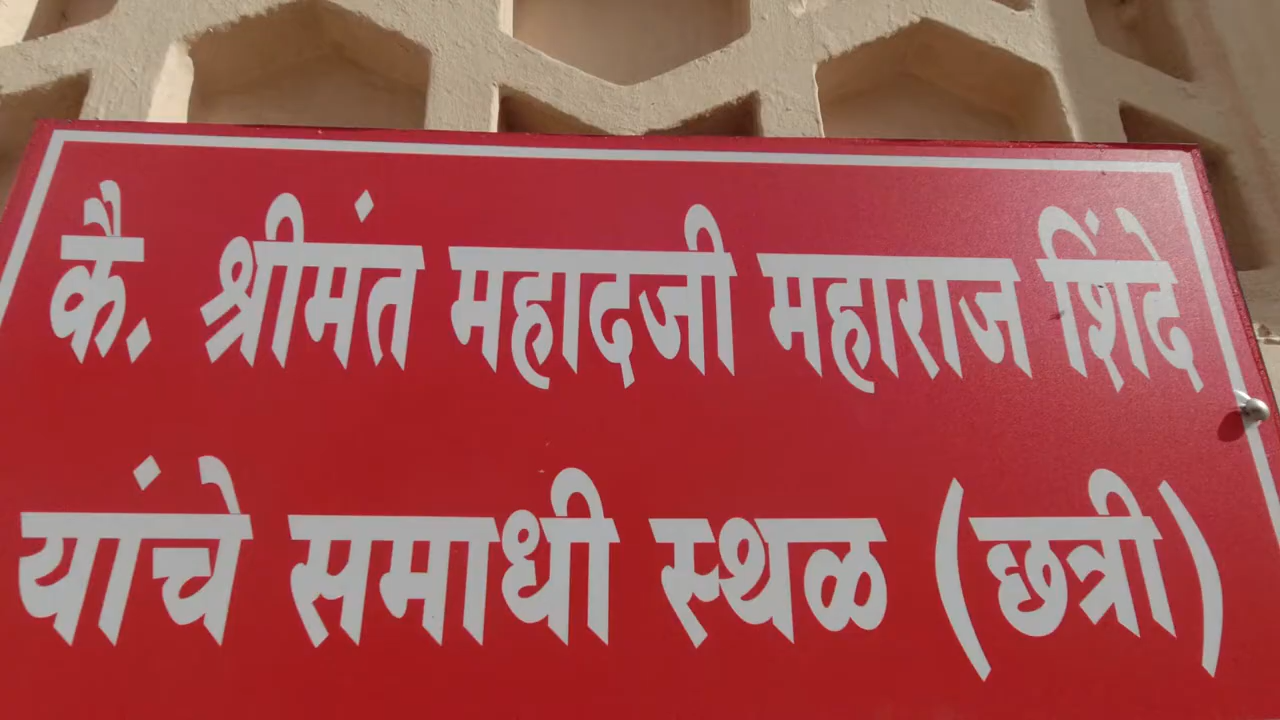 कै. श्रीमंत महादजी महाराज शिंदे
यांचे समाधी स्थळ (छत्री)